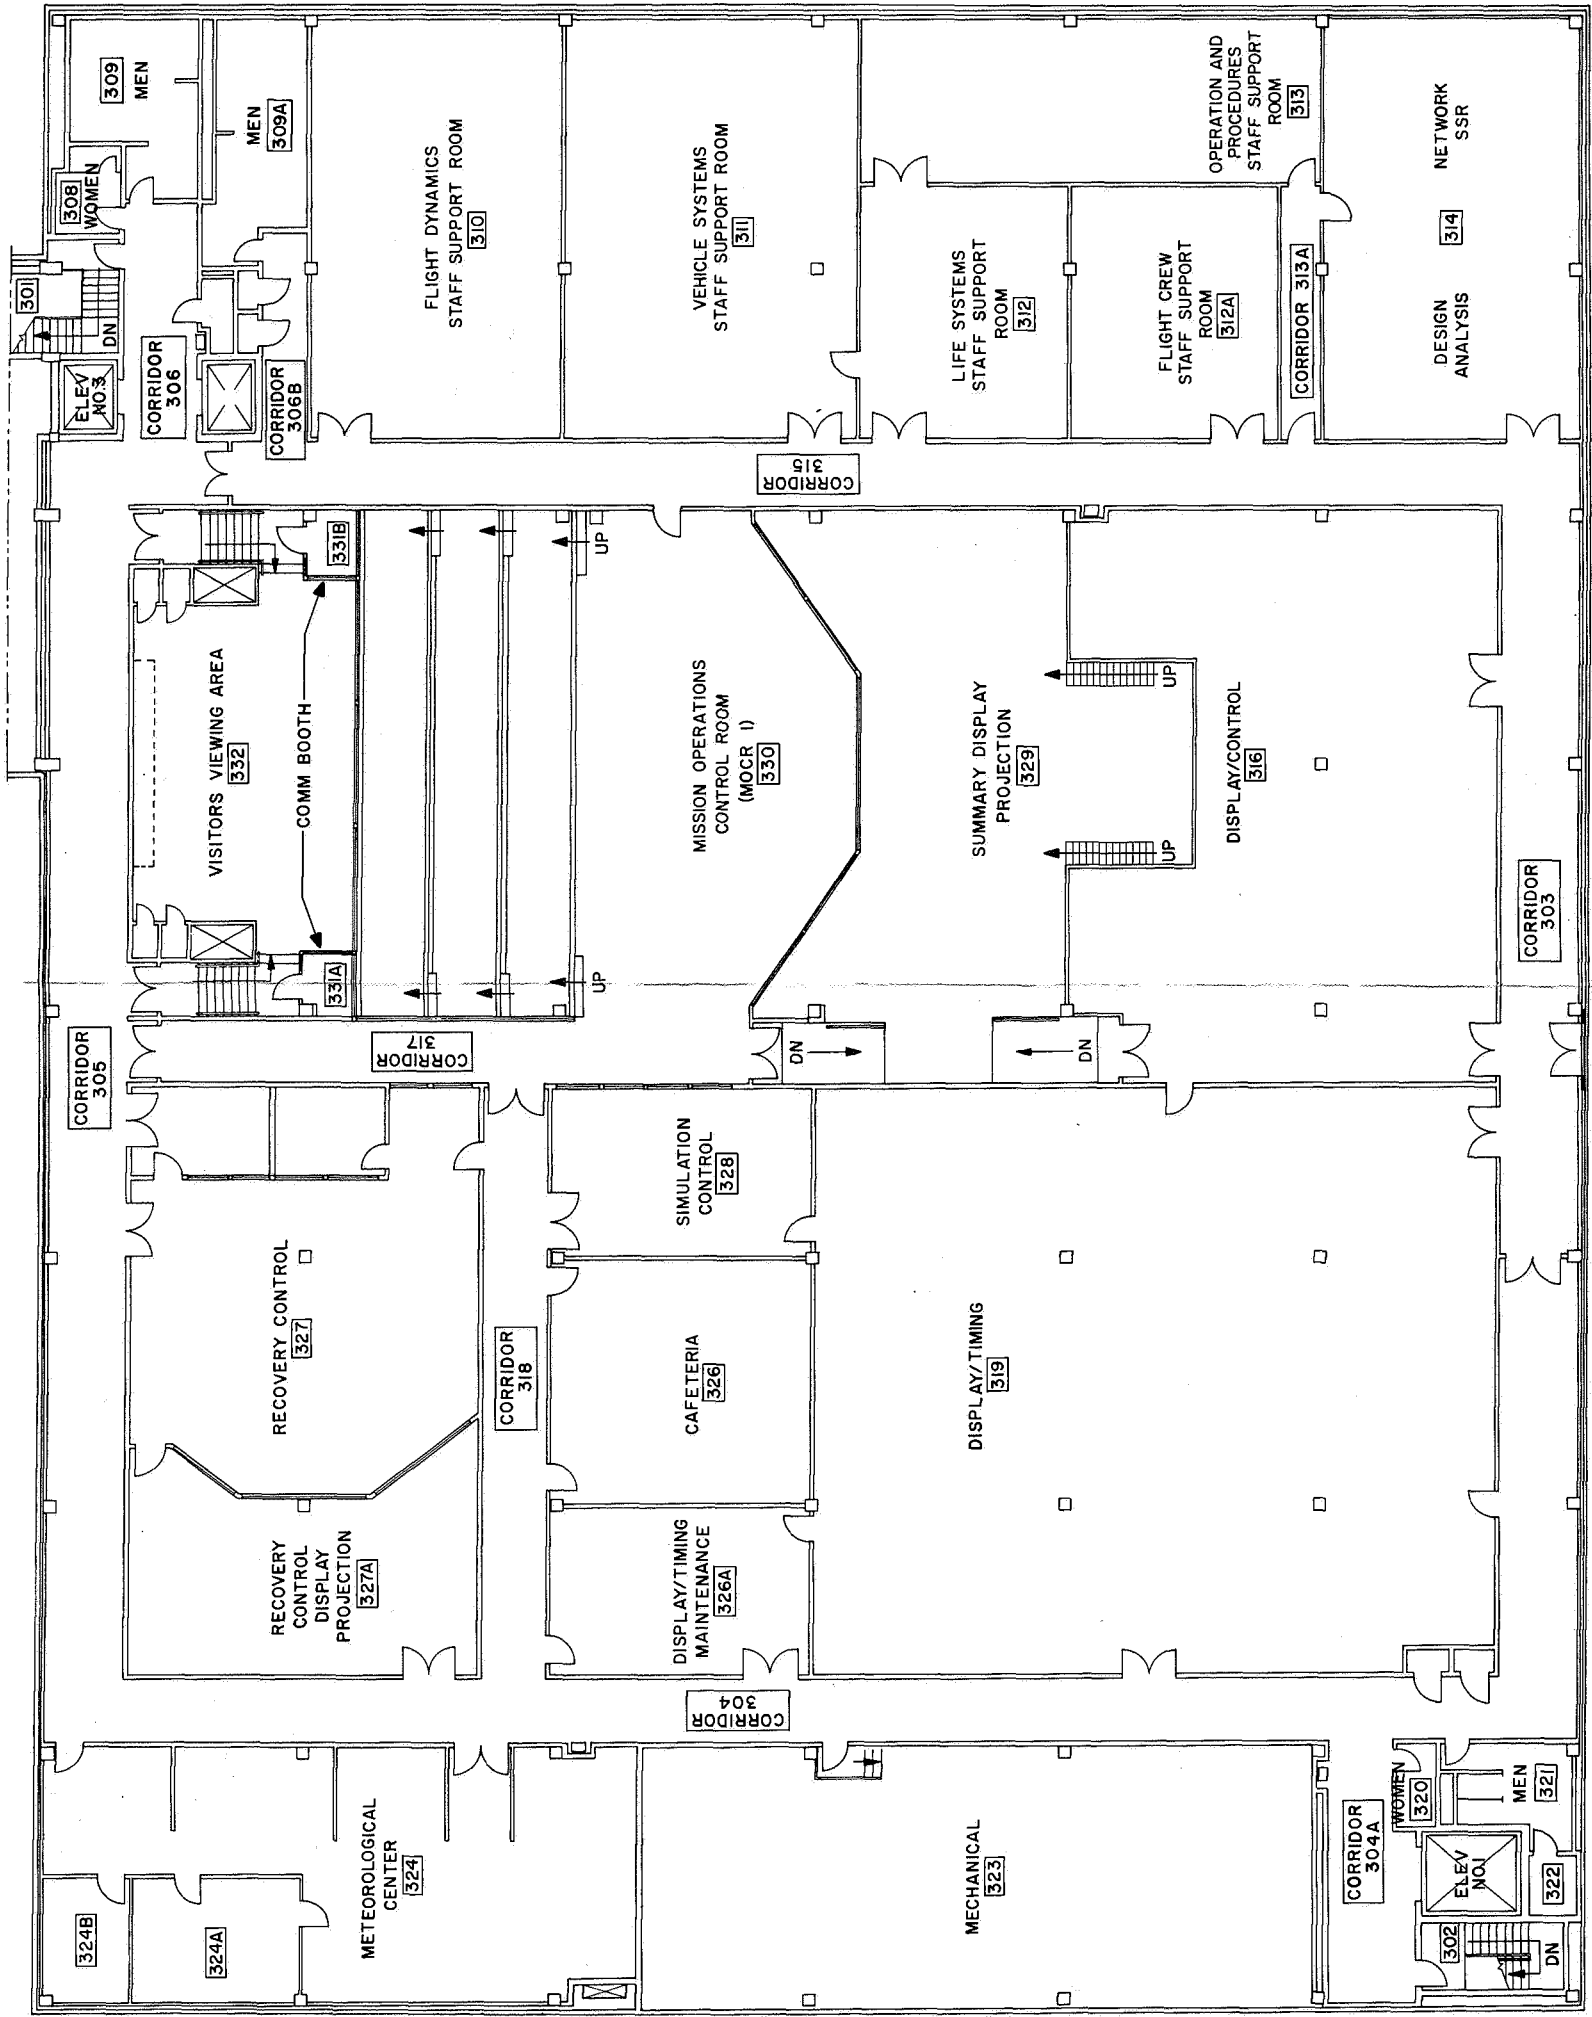 309
MEN
MEN
309A
308
WOMEN
301
DN
ELEV
NO.3
CORRIDOR
306
CORRIDOR
306B
FLIGHT DYNAMICS
STAFF SUPPORT ROOM
310
VEHICLE SYSTEMS
STAFF SUPPORT ROOM
311
OPERATION AND
PROCEDURES
STAFF SUPPORT
ROOM
313
LIFE SYSTEMS
STAFF SUPPORT
ROOM
312
FLIGHT CREW
STAFF SUPPORT
ROOM
312A
CORRIDOR 313A
NETWORK
SSR
314
DESIGN
ANALYSIS
CORRIDOR
315
331B
UP
VISITORS VIEWING AREA
332
COMM BOOTH
331A
UP
MISSION OPERATIONS
CONTROL ROOM
(MOCR 1)
330
SUMMARY DISPLAY
PROJECTION
329
UP
UP
DISPLAY/CONTROL
316
CORRIDOR
303
CORRIDOR
305
CORRIDOR
317
DN
DN
SIMULATION
CONTROL
328
RECOVERY CONTROL
327
CORRIDOR
318
CAFETERIA
326
DISPLAY/TIMING
319
RECOVERY
CONTROL
DISPLAY
PROJECTION
327A
DISPLAY/TIMING
MAINTENANCE
326A
CORRIDOR
304
METEOROLOGICAL
CENTER
324
324B
324A
MECHANICAL
323
CORRIDOR
304A
WOMEN
320
MEN
321
ELEV
NO.1
322
302
DN